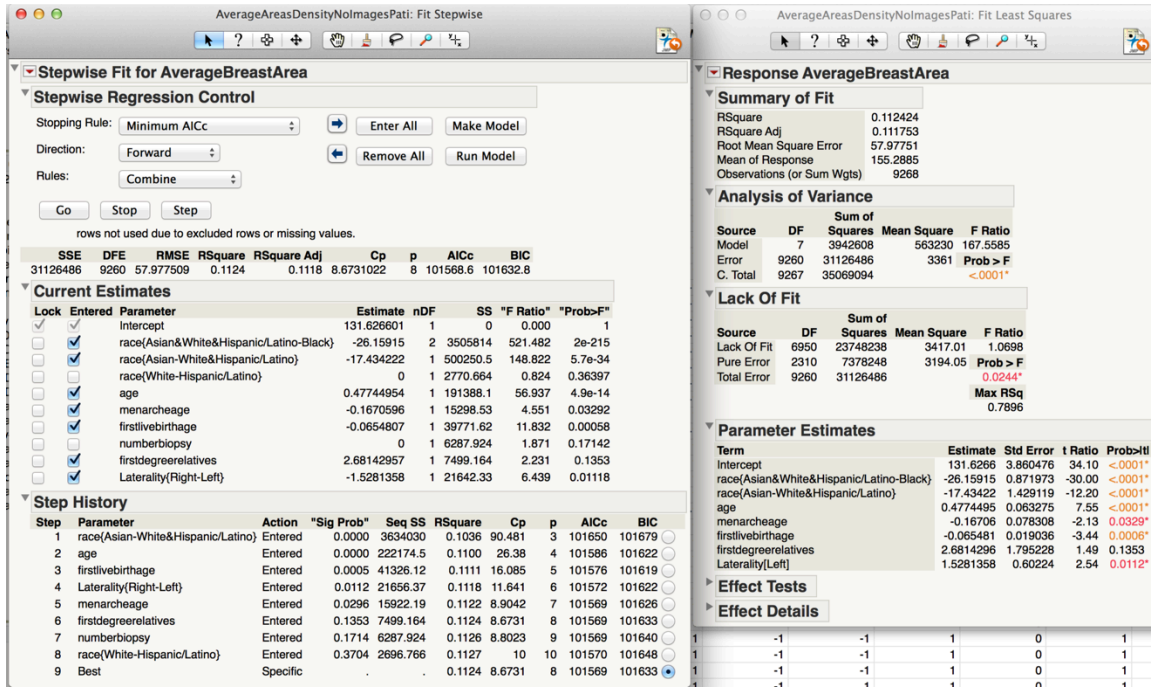 AverageAreasDensityNoImagesPati: Fit Stepwise
Stepwise Fit for AverageBreastArea
Stepwise Regression Control
Stopping Rule: Minimum AICc Enter All Make Model
Direction: Forward Remove All Run Model
Rules: Combine
Go Stop Step
rows not used due to excluded rows or missing values.
SSE DFE RMSE RSquare RSquare Adj Cp p AICc BIC
31126486 9260 57.977509 0.1124 0.1118 8.6731022 8 101568.6 101632.8
Current Estimates
Lock Entered Parameter Estimate nDF SS "F Ratio" "Prob>F"
Intercept 131.626601 1 0 0.000 1
race{Asian&White&Hispanic/Latino-Black} -26.15915 2 3505814 521.482 2e-215
race{Asian-White&Hispanic/Latino} -17.434222 1 500250.5 148.822 5.7e-34
race{White-Hispanic/Latino} 0 1 2770.664 0.824 0.36397
age 0.47744954 1 191388.1 56.937 4.9e-14
menarcheage -0.1670596 1 15298.53 4.551 0.03292
firstlivebirthage -0.0654807 1 39771.62 11.832 0.00058
numberbiopsy 0 1 6287.924 1.871 0.17142
firstdegreerelatives 2.68142957 1 7499.164 2.231 0.1353
Laterality{Right-Left} -1.5281358 1 21642.33 6.439 0.01118
Step History
Step Parameter Action "Sig Prob" Seq SS RSquare Cp p AICc BIC
1 race{Asian-White&Hispanic/Latino} Entered 0.0000 3634030 0.1036 90.481 3 101650 101679
2 age Entered 0.0000 222174.5 0.1100 26.38 4 101586 101622
3 firstlivebirthage Entered 0.0005 41326.12 0.1111 16.085 5 101576 101619
4 Laterality{Right-Left} Entered 0.0112 21656.37 0.1118 11.641 6 101572 101622
5 menarcheage Entered 0.0296 15922.19 0.1122 8.9042 7 101569 101626
6 firstdegreerelatives Entered 0.1353 7499.164 0.1124 8.6731 8 101569 101633
7 numberbiopsy Entered 0.1714 6287.924 0.1126 8.8023 9 101569 101640
8 race{White-Hispanic/Latino} Entered 0.3704 2696.766 0.1127 10 10 101570 101648
9 Best Specific . . 0.1124 8.6731 8 101569 101633
AverageAreasDensityNoImagesPati: Fit Least Squares
Response AverageBreastArea
Summary of Fit
RSquare 0.112424
RSquare Adj 0.111753
Root Mean Square Error 57.97751
Mean of Response 155.2885
Observations (or Sum Wgts) 9268
Analysis of Variance
Sum of
Source DF Squares Mean Square F Ratio
Model 7 3942608 563230 167.5585
Error 9260 31126486 3361 Prob > F
C. Total 9267 35069094 <.0001*
Lack Of Fit
Sum of
Source DF Squares Mean Square F Ratio
Lack Of Fit 6950 23748238 3417.01 1.0698
Pure Error 2310 7378248 3194.05 Prob > F
Total Error 9260 31126486 0.0244*
Max RSq
0.7896
Parameter Estimates
Term Estimate Std Error t Ratio Prob>|t|
Intercept 131.6266 3.860476 34.10 <.0001*
race{Asian&White&Hispanic/Latino-Black} -26.15915 0.871973 -30.00 <.0001*
race{Asian-White&Hispanic/Latino} -17.43422 1.429119 -12.20 <.0001*
age 0.4774495 0.063275 7.55 <.0001*
menarcheage -0.16706 0.078308 -2.13 0.0329*
firstlivebirthage -0.065481 0.019036 -3.44 0.0006*
firstdegreerelatives 2.6814296 1.795228 1.49 0.1353
Laterality[Left] 1.5281358 0.60224 2.54 0.0112*
Effect Tests
Effect Details
1 -1 -1 1 0 1
1 -1 -1 1 0 1
1 -1 -1 1 0 1
1 -1 1 1 0 1